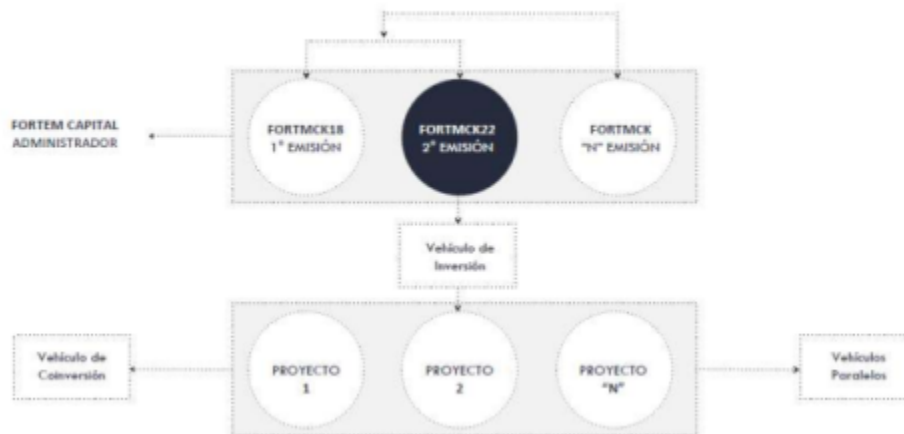 FORTEM CAPITAL
ADMINISTRADOR
FORTMCK18
1° EMISIÓN
FORTMCK22
2° EMISIÓN
FORTMCK
"N" EMISIÓN
Vehículo de
Inversión
Vehículo de
Coinversión
PROYECTO
1
PROYECTO
2
PROYECTO
"N"
Vehículos
Paralelos